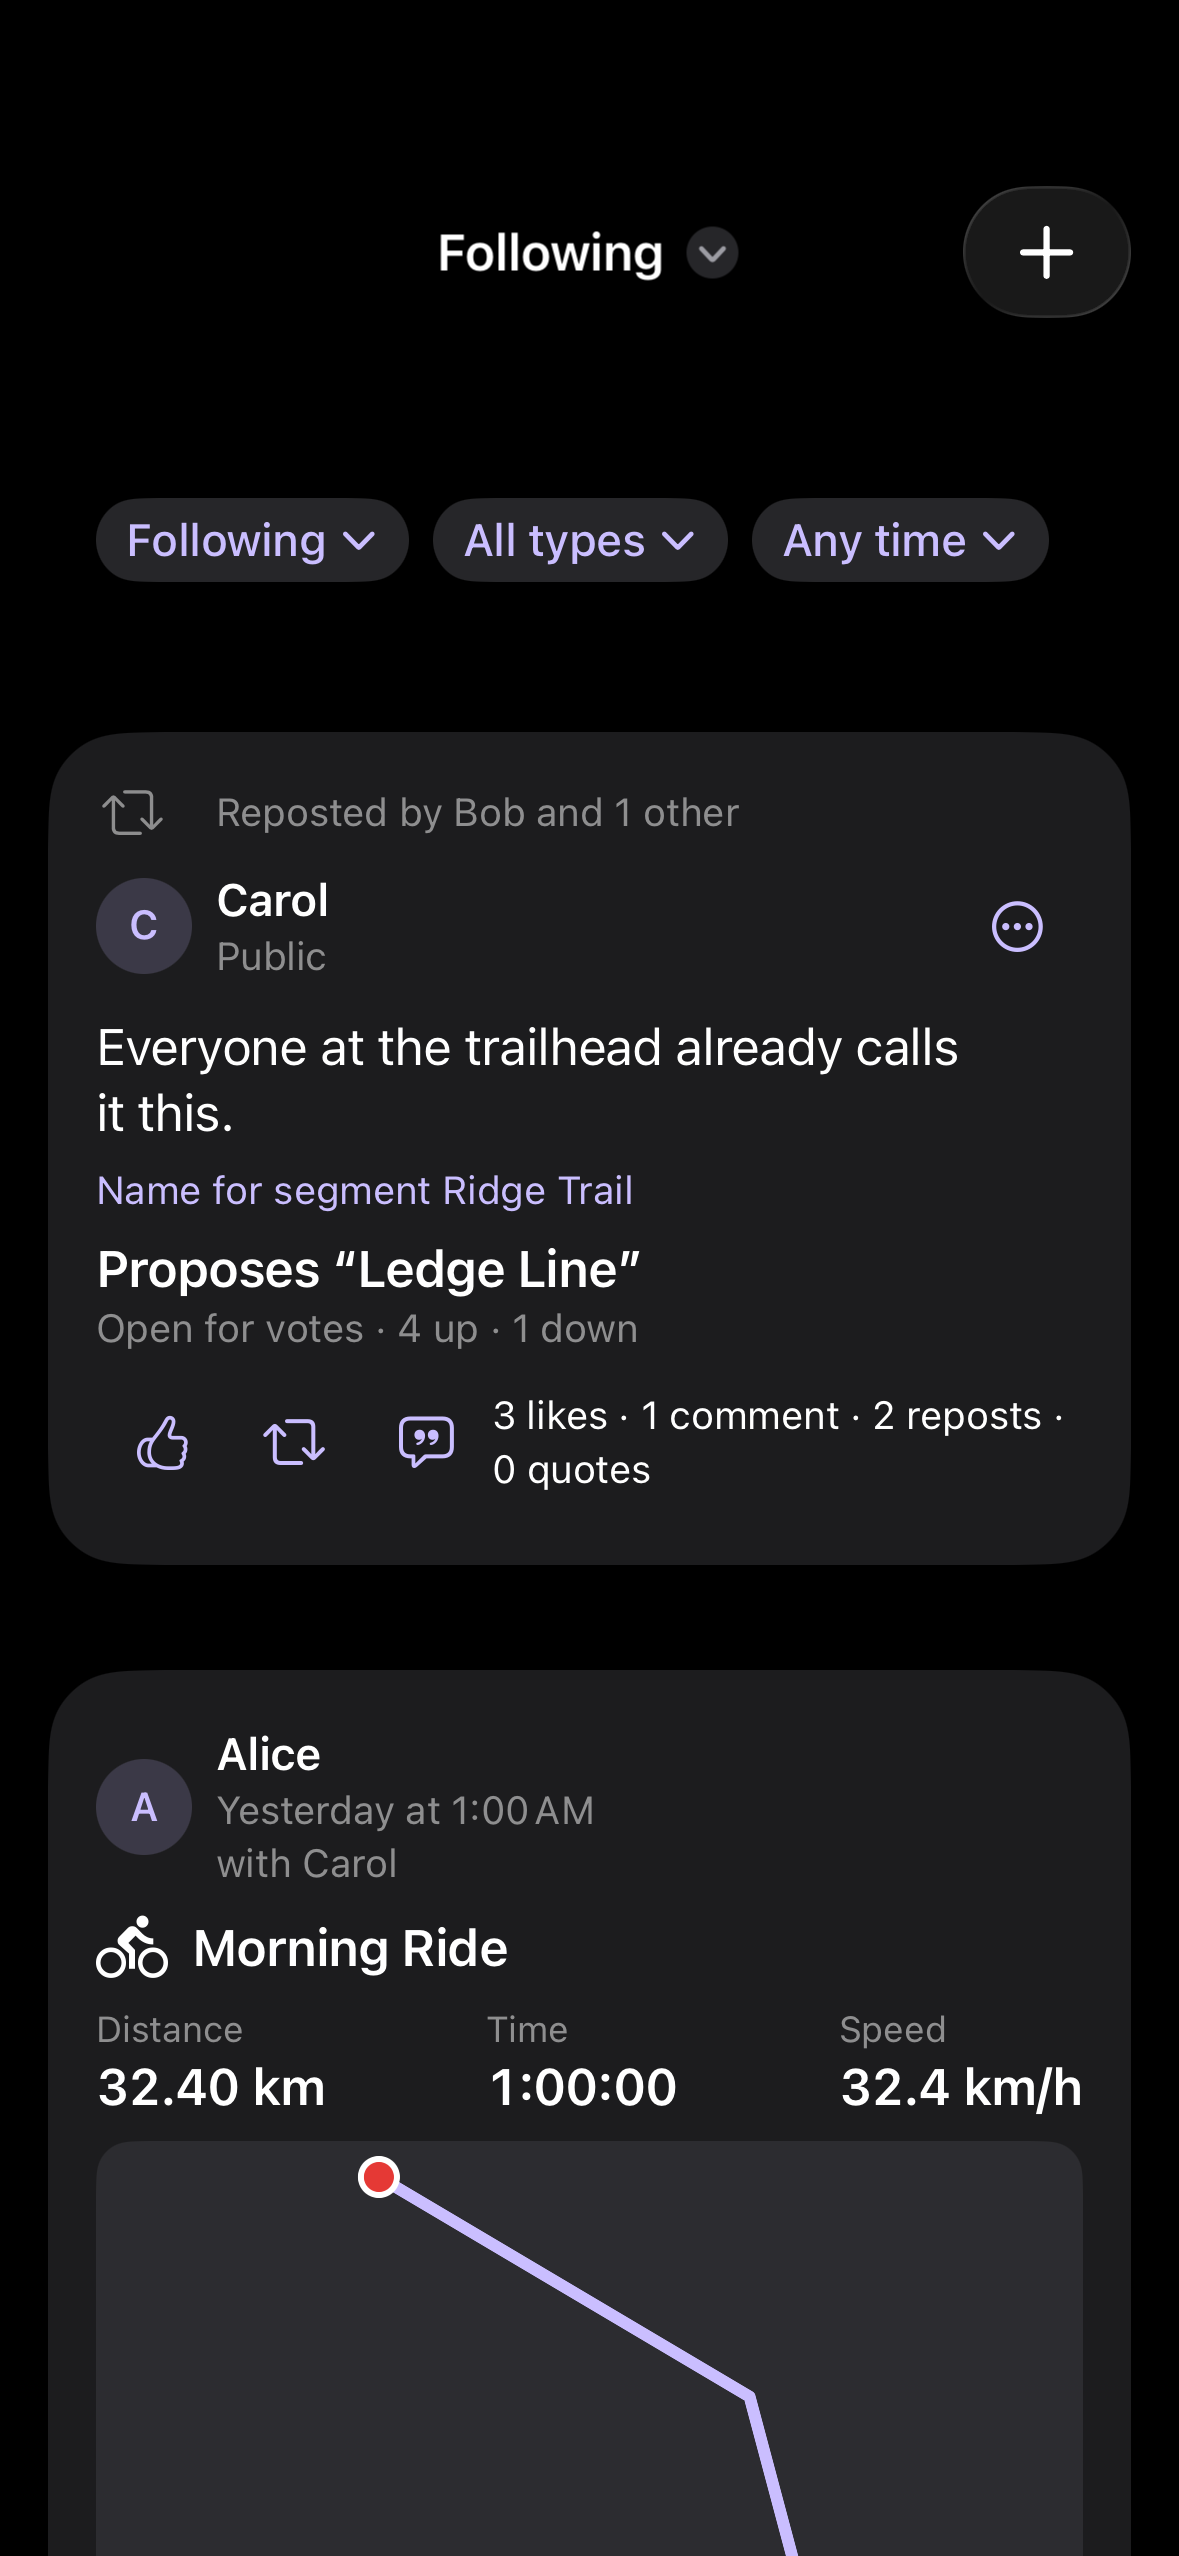 Following
Following
All types
Any time
Reposted by Bob and 1 other
C
Carol
Public
Everyone at the trailhead already calls
it this.
Name for segment Ridge Trail
Proposes “Ledge Line”
Open for votes · 4 up · 1 down
3 likes · 1 comment · 2 reposts ·
0 quotes
A
Alice
Yesterday at 1:00 AM
with Carol
Morning Ride
Distance
Time
Speed
32.40 km
1:00:00
32.4 km/h